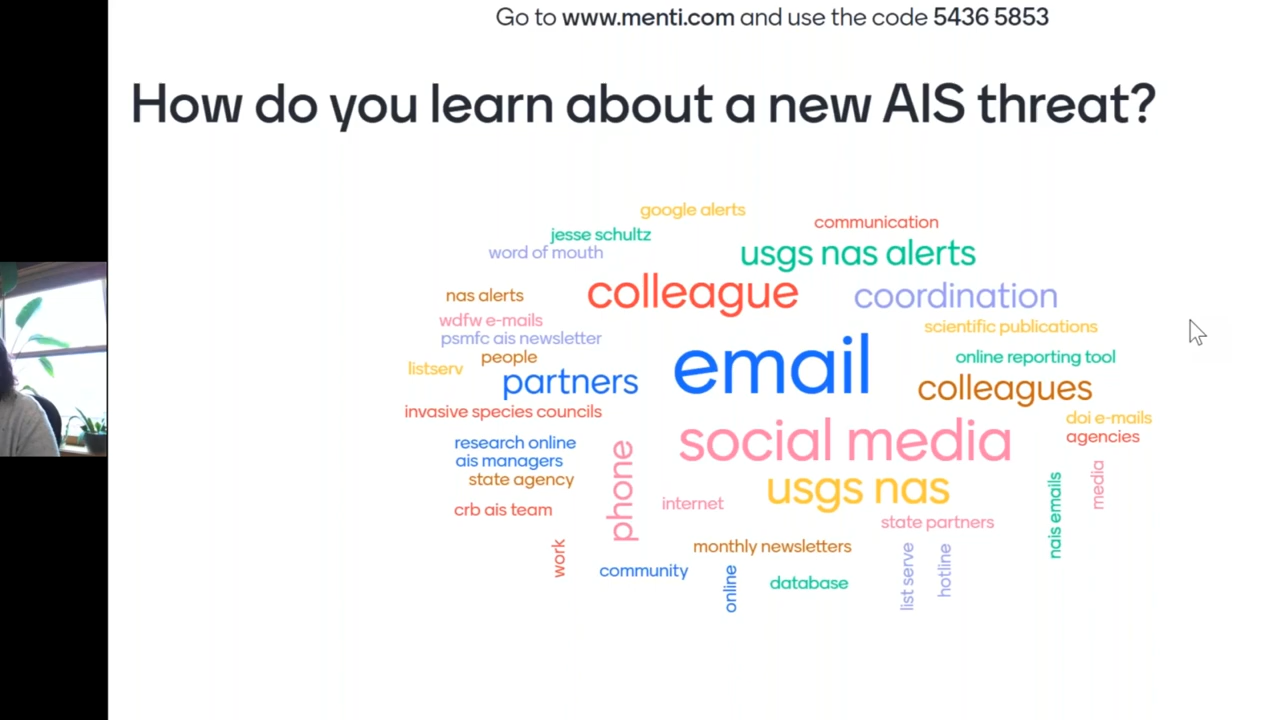 Go to www.menti.com and use the code 5436 5853
How do you learn about a new AIS threat?
google alerts
communication
jesse schultz
word of mouth
usgs nas alerts
nas alerts
colleague
coordination
wdfw e-mails
scientific publications
psmfc ais newsletter
people
email
online reporting tool
listserv
partners
colleagues
invasive species councils
doi e-mails
agencies
research online
social media
ais managers
state agency
phone
usgs nas
media
internet
crb ais team
nais emails
state partners
work
monthly newsletters
community
online
database
list serve
hotline